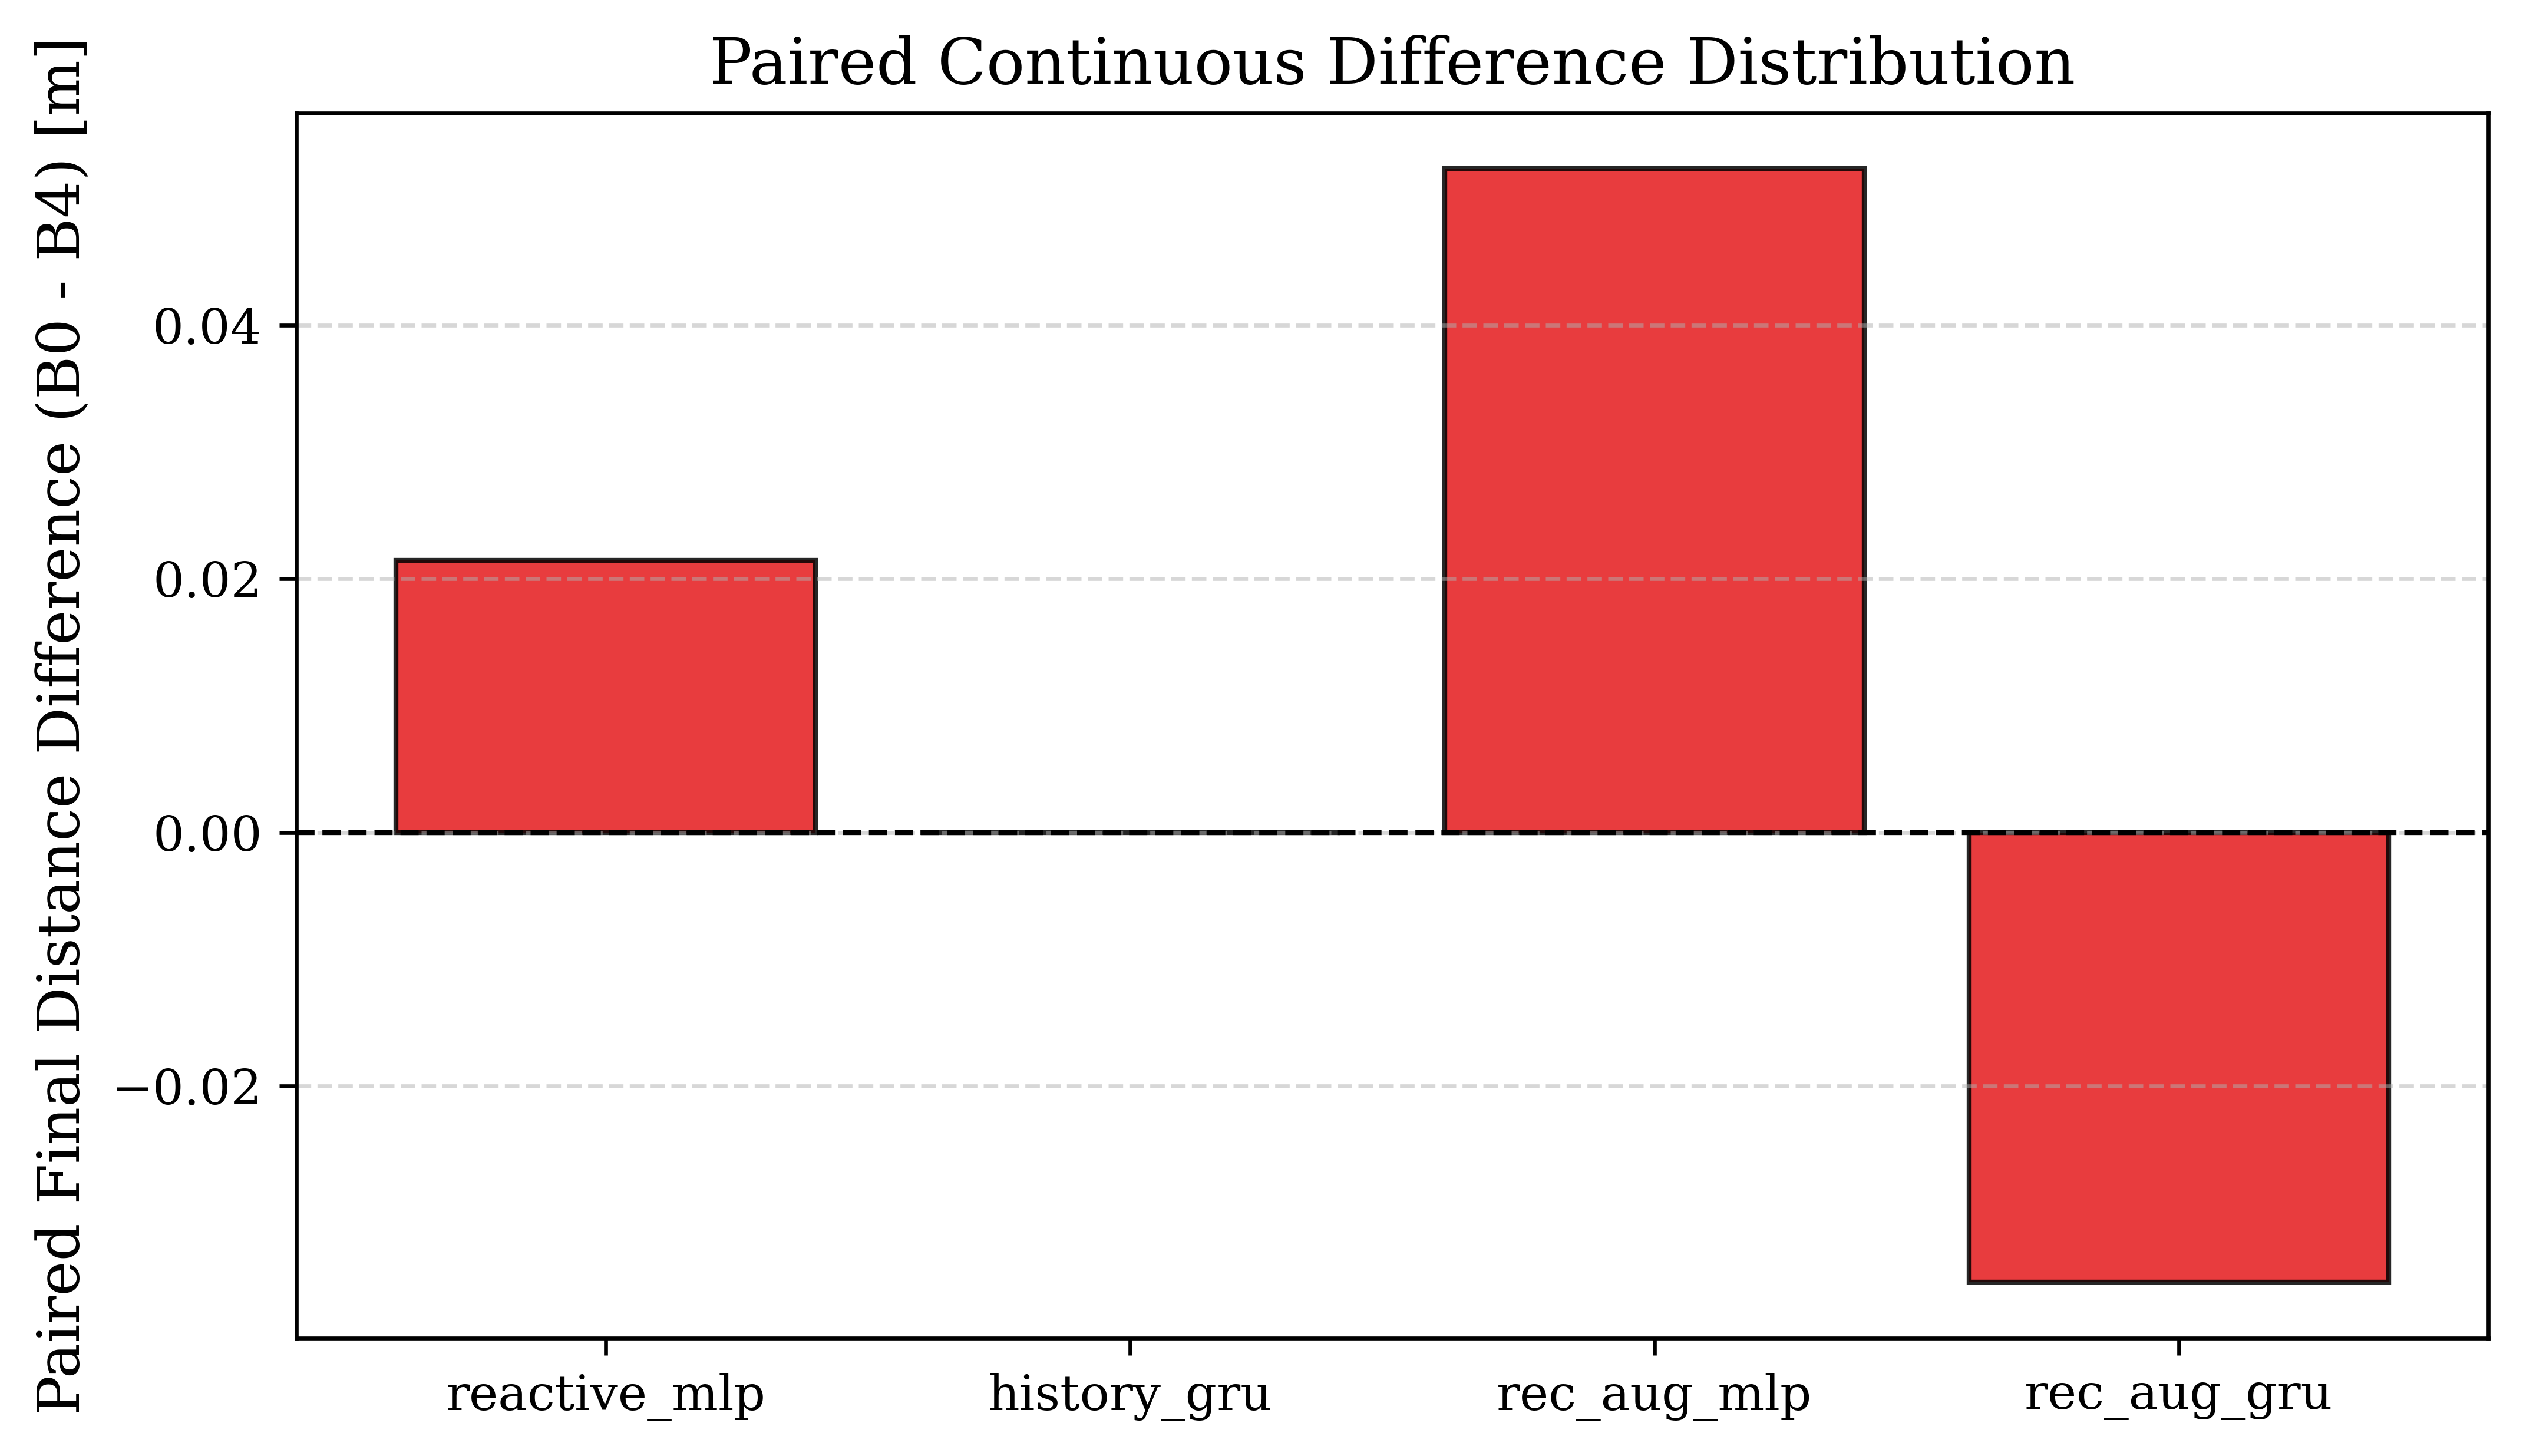 Paired Continuous Difference Distribution
Paired Final Distance Difference (B0 - B4) [m]
0.04
0.02
0.00
−0.02
reactive_mlp
history_gru
rec_aug_mlp
rec_aug_gru